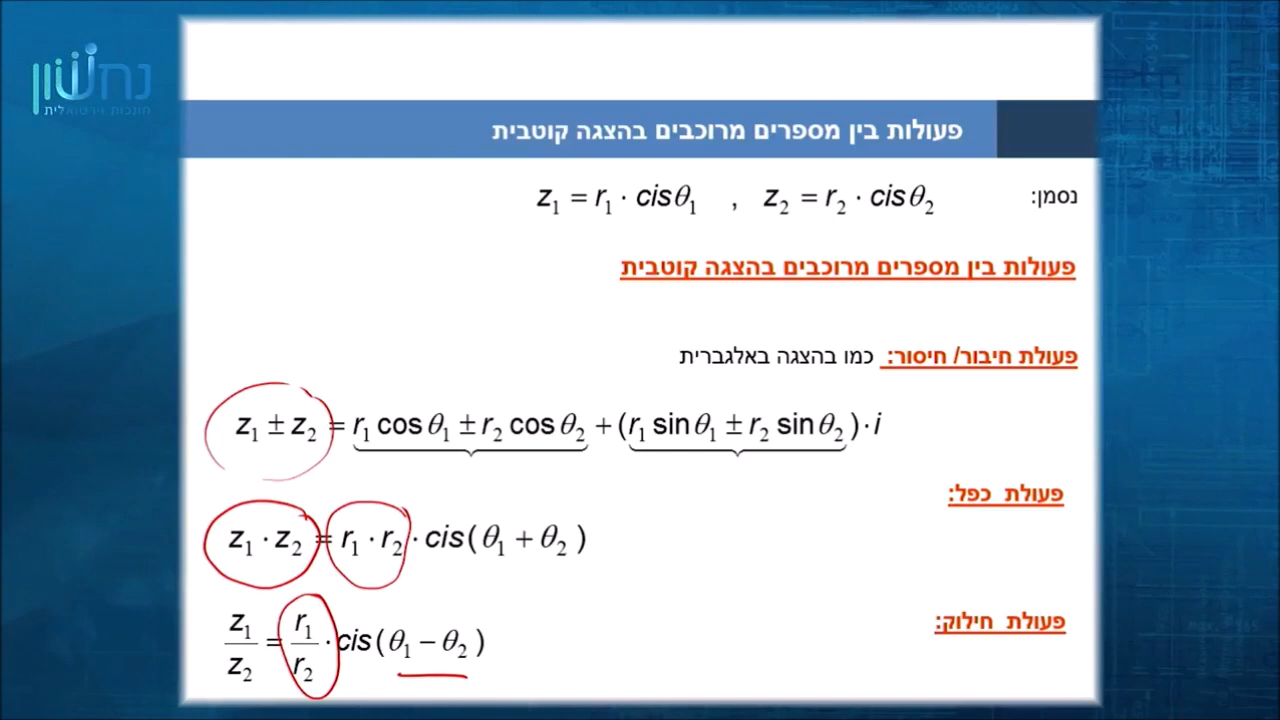 נחשון
חונכות וירטואלית
פעולות בין מספרים מרוכבים בהצגה קוטבית
נסמן: z₁ = r₁ · cisθ₁ , z₂ = r₂ · cisθ₂
פעולות בין מספרים מרוכבים בהצגה קוטבית
פעולת חיבור/ חיסור: כמו בהצגה באלגברית
z₁ ± z₂ = r₁ cos θ₁ ± r₂ cos θ₂ + (r₁ sin θ₁ ± r₂ sin θ₂) · i
פעולת כפל:
z₁ · z₂ = r₁ · r₂ · cis(θ₁ + θ₂)
פעולת חילוק:
z₁/z₂ = r₁/r₂ · cis(θ₁ − θ₂)